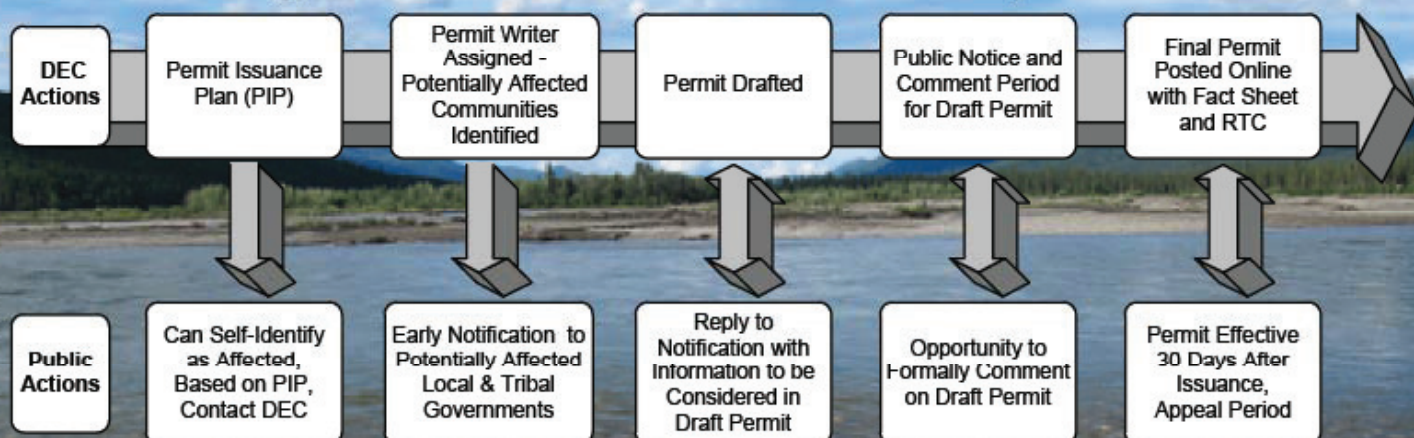 DEC
Actions
Permit Issuance
Plan (PIP)
Permit Writer
Assigned -
Potentially Affected
Communities
Identified
Permit Drafted
Public Notice and
Comment Period
for Draft Permit
Final Permit
Posted Online
with Fact Sheet
and RTC
Public
Actions
Can Self-Identify
as Affected,
Based on PIP,
Contact DEC
Early Notification to
Potentially Affected
Local & Tribal
Governments
Reply to
Notification with
Information to be
Considered in
Draft Permit
Opportunity to
Formally Comment
on Draft Permit
Permit Effective
30 Days After
Issuance,
Appeal Period